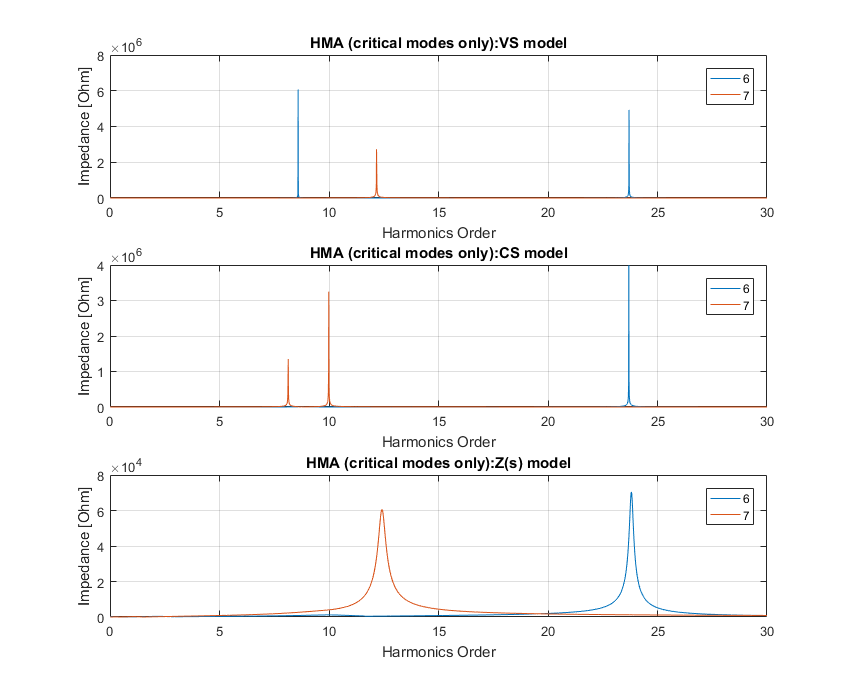 HMA (critical modes only):VS model
×10^6
8
6
4
2
0
Impedance [Ohm]
6
7
0 5 10 15 20 25 30
Harmonics Order
HMA (critical modes only):CS model
×10^6
4
3
2
1
0
Impedance [Ohm]
6
7
0 5 10 15 20 25 30
Harmonics Order
HMA (critical modes only):Z(s) model
×10^4
8
6
4
2
0
Impedance [Ohm]
6
7
0 5 10 15 20 25 30
Harmonics Order